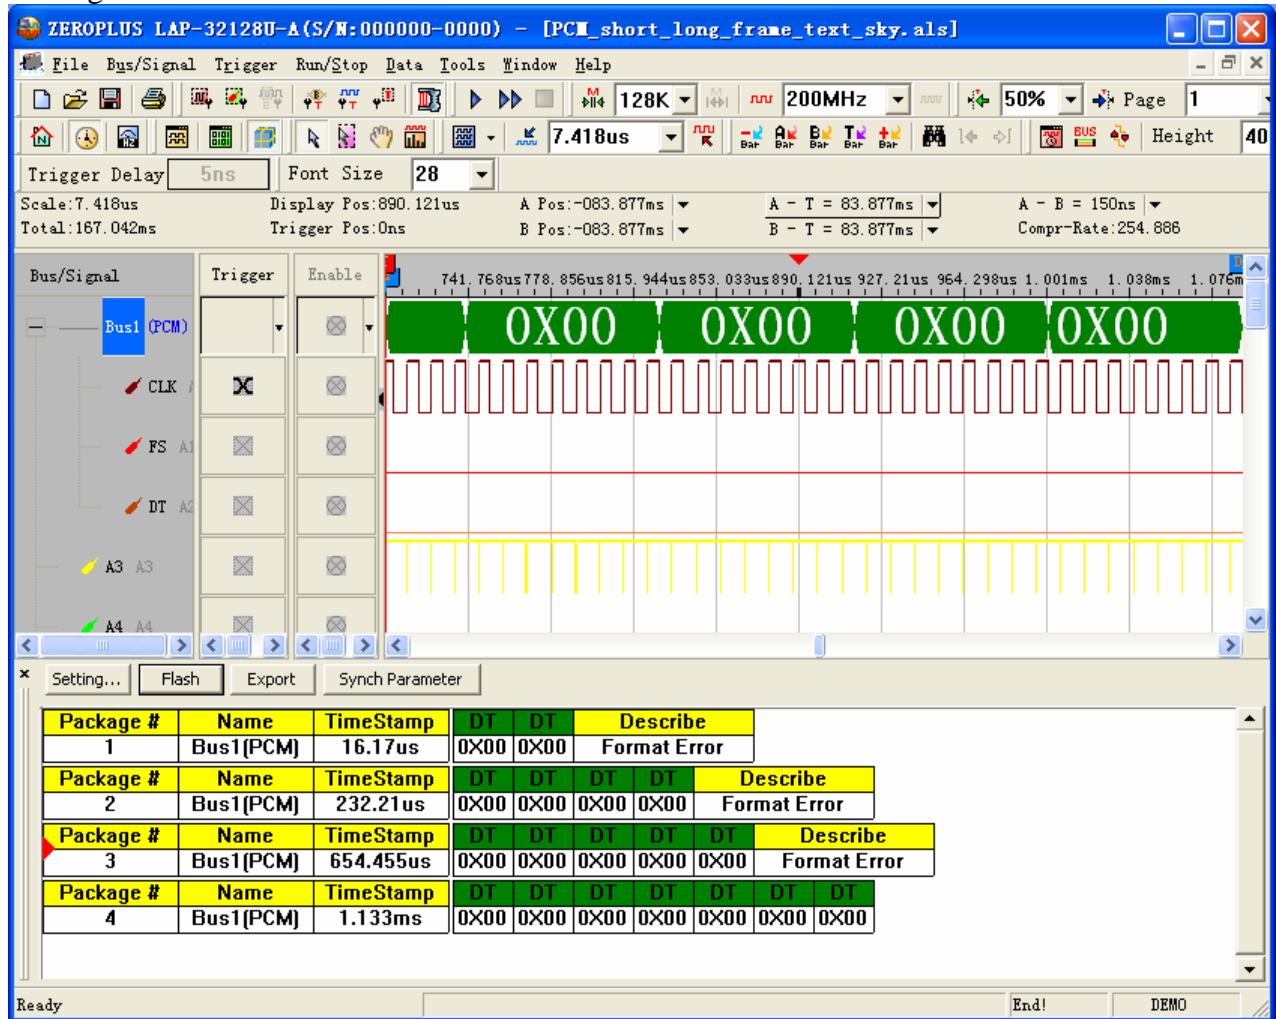 ZEROPLUS LAP-32128U-A(S/N:000000-0000) - [PCM_short_long_frame_text_sky.als]
File Bus/Signal Trigger Run/Stop Data Tools Window Help
128K 200MHz 50% Page 1
7.418us Bar Bar Bar Bar Bar BUS Height 40
Trigger Delay 5ns Font Size 28
Scale:7.418us Display Pos:890.121us A Pos:-083.877ms A - T = 83.877ms A - B = 150ns
Total:167.042ms Trigger Pos:0ns B Pos:-083.877ms B - T = 83.877ms Compr-Rate:254.886
Bus/Signal Trigger Enable 741.768us 778.856us 815.944us 853.033us 890.121us 927.21us 964.298us 1.001ms 1.038ms 1.076m
Bus1 (PCM) 0X00 0X00 0X00 0X00
CLK
FS A1
DT A2
A3 A3
A4 A4
Setting... Flash Export Synch Parameter
Package # Name TimeStamp DT DT Describe
1 Bus1(PCM) 16.17us 0X00 0X00 Format Error
Package # Name TimeStamp DT DT DT DT Describe
2 Bus1(PCM) 232.21us 0X00 0X00 0X00 0X00 Format Error
Package # Name TimeStamp DT DT DT DT DT Describe
3 Bus1(PCM) 654.455us 0X00 0X00 0X00 0X00 0X00 Format Error
Package # Name TimeStamp DT DT DT DT DT DT DT
4 Bus1(PCM) 1.133ms 0X00 0X00 0X00 0X00 0X00 0X00 0X00
Ready End! DEMO